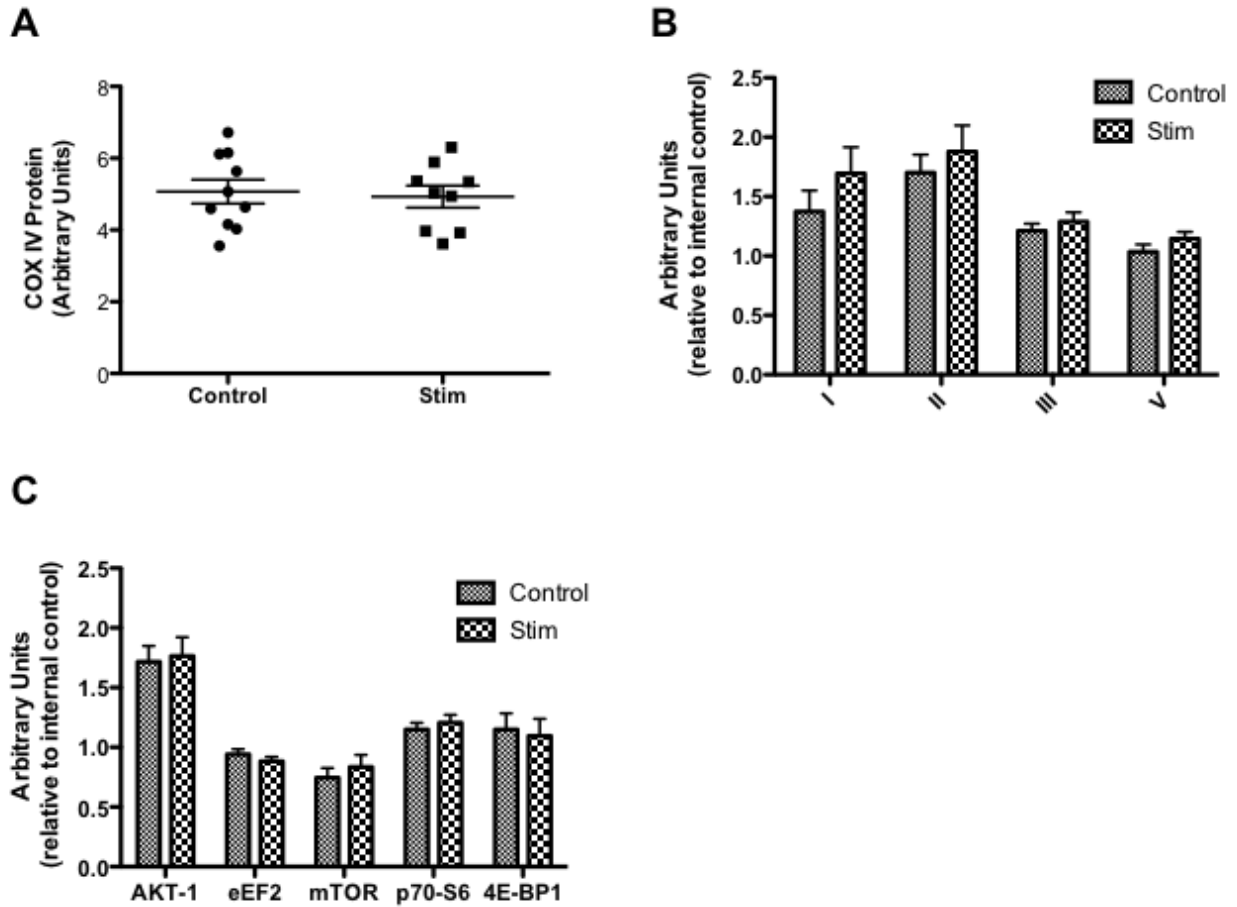 A
COX IV Protein
(Arbitrary Units)
8
6
4
2
0
Control
Stim
B
Arbitrary Units
(relative to internal control)
2.5
2.0
1.5
1.0
0.5
0.0
Control
Stim
I
II
III
V
C
Arbitrary Units
(relative to internal control)
2.5
2.0
1.5
1.0
0.5
0.0
Control
Stim
AKT-1
eEF2
mTOR
p70-S6
4E-BP1